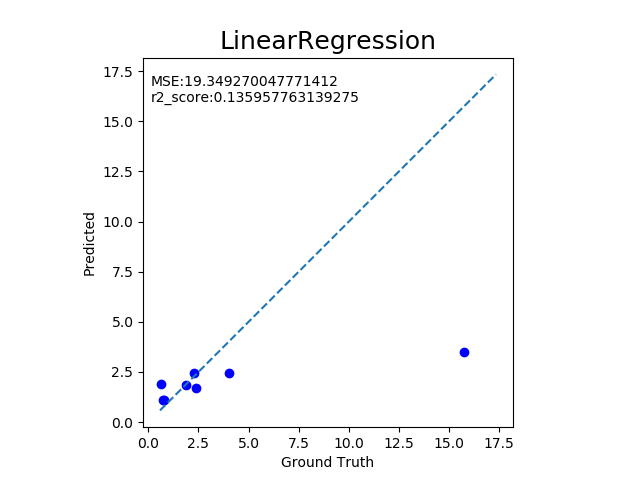 LinearRegression
MSE:19.349270047771412
r2_score:0.135957763139275
17.5
15.0
12.5
10.0
7.5
5.0
2.5
0.0
Predicted
0.0 2.5 5.0 7.5 10.0 12.5 15.0 17.5
Ground Truth